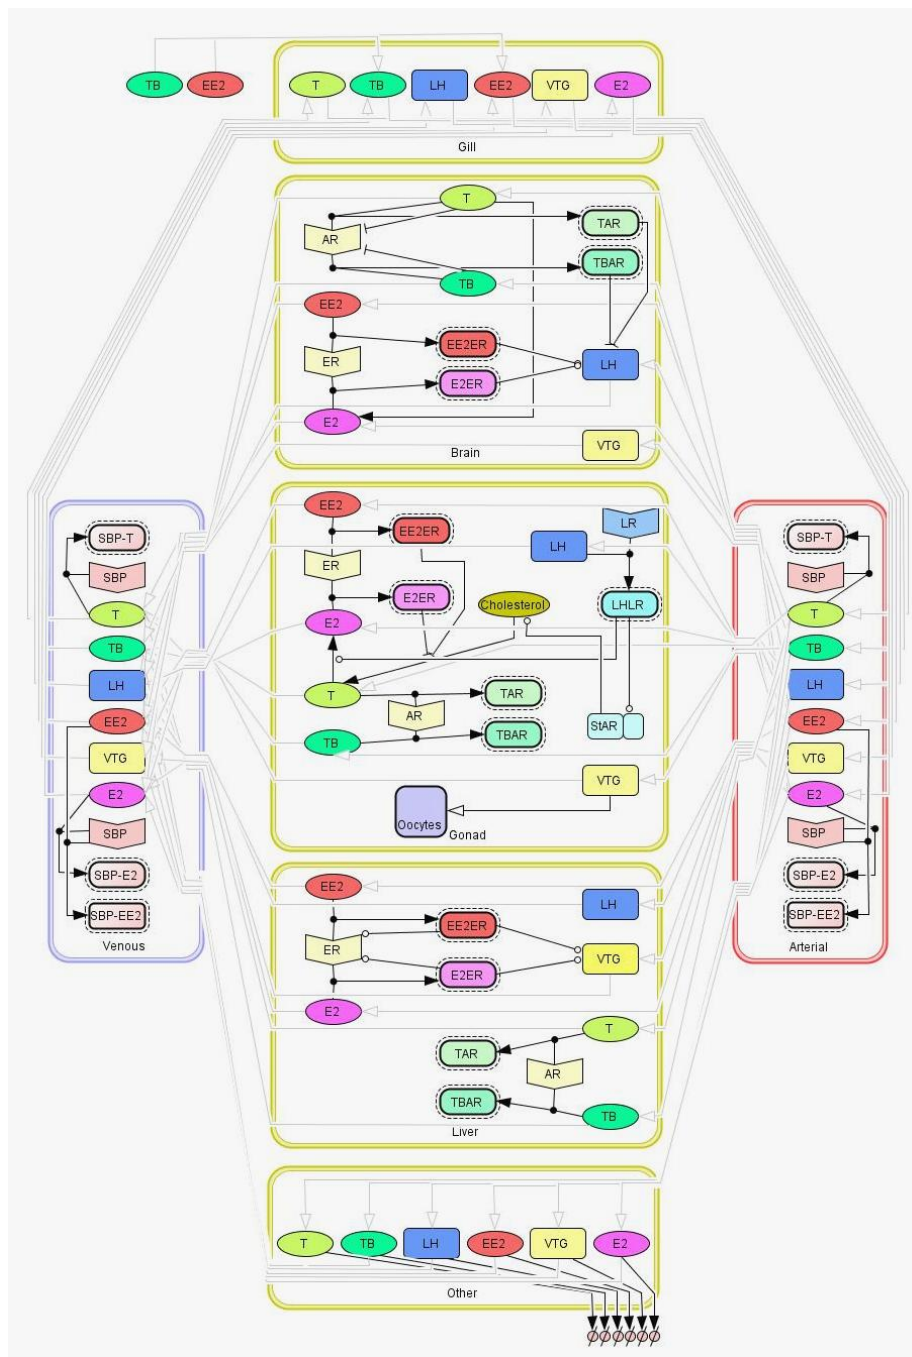 TB EE2 T TB LH EE2 VTG E2
Gill
T
TAR
AR
TBAR
TB
EE2
EE2ER
ER LH
E2ER
E2
VTG
Brain
EE2
EE2ER LR
LH
ER
E2ER Cholesterol LHLR
E2
T TAR
AR
StAR
TB TBAR
VTG
Oocytes
Gonad
SBP-T
SBP
T
TB
LH
EE2
VTG
E2
SBP
SBP-E2
SBP-EE2
Venous
SBP-T
SBP
T
TB
LH
EE2
VTG
E2
SBP
SBP-E2
SBP-EE2
Arterial
EE2
LH
EE2ER
ER VTG
E2ER
E2
T
TAR
AR
TBAR
TB
Liver
T TB LH EE2 VTG E2
Other